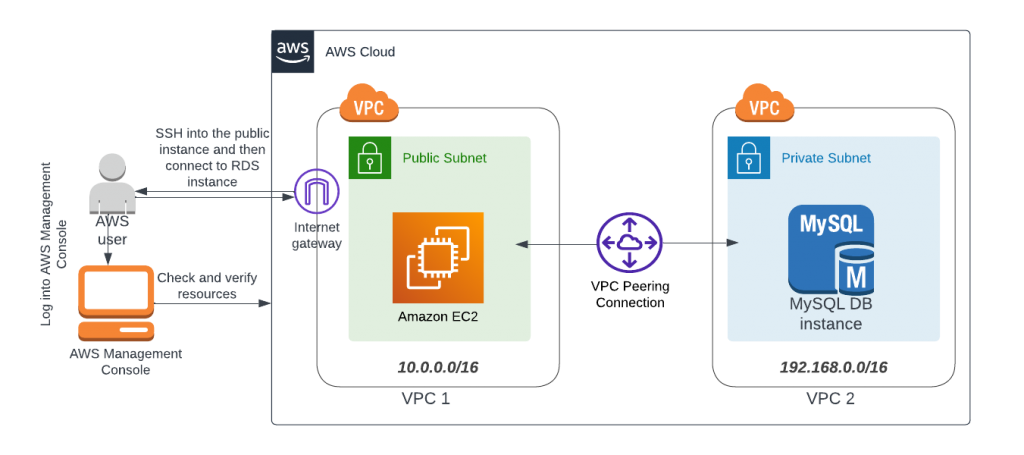 aws
AWS Cloud
VPC
VPC
SSH into the public
instance and then
connect to RDS
instance
Public Subnet
Private Subnet
Log into AWS Management
Console
AWS
user
Internet
gateway
MySQL
M
Check and verify
resources
VPC Peering
Connection
Amazon EC2
MySQL DB
instance
AWS Management
Console
10.0.0.0/16
192.168.0.0/16
VPC 1
VPC 2